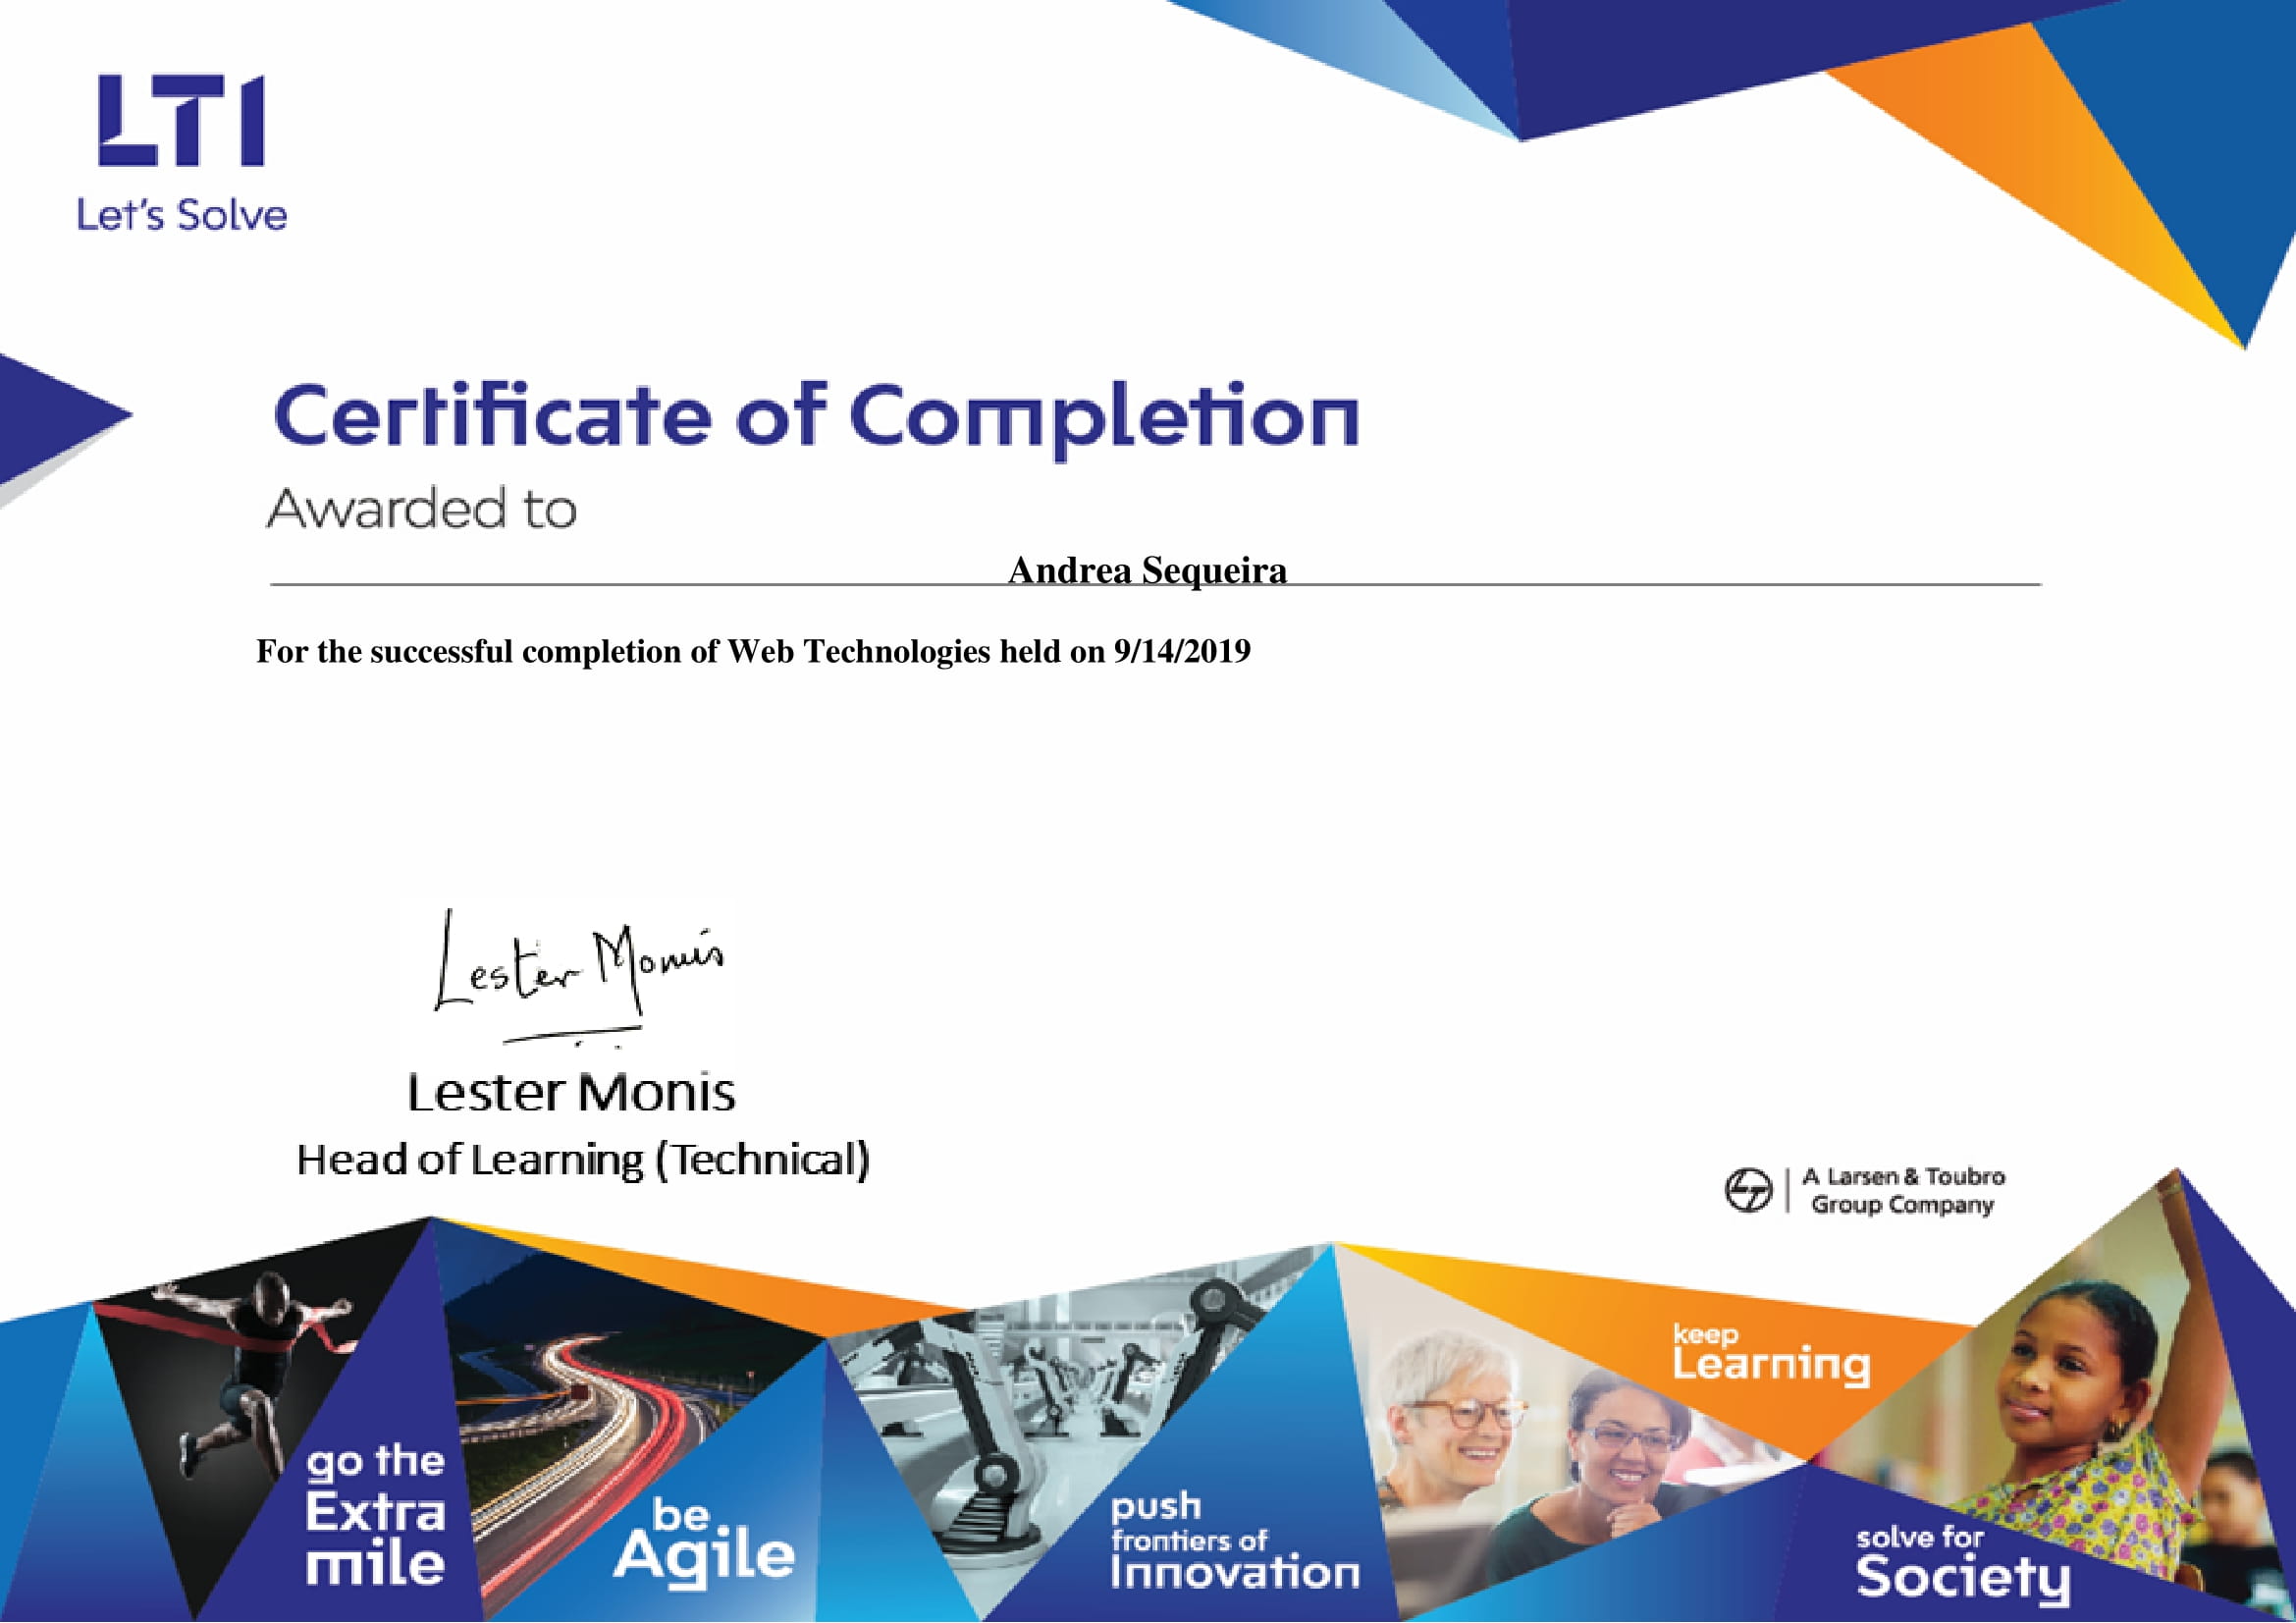 LTI
Let's Solve
Certificate of Completion
Awarded to
Andrea Sequeira
For the successful completion of Web Technologies held on 9/14/2019
Lester Monis
Lester Monis
Head of Learning (Technical)
A Larsen & Toubro
Group Company
go the
Extra
mile
be
Agile
push
frontiers of
Innovation
keep
Learning
solve for
Society